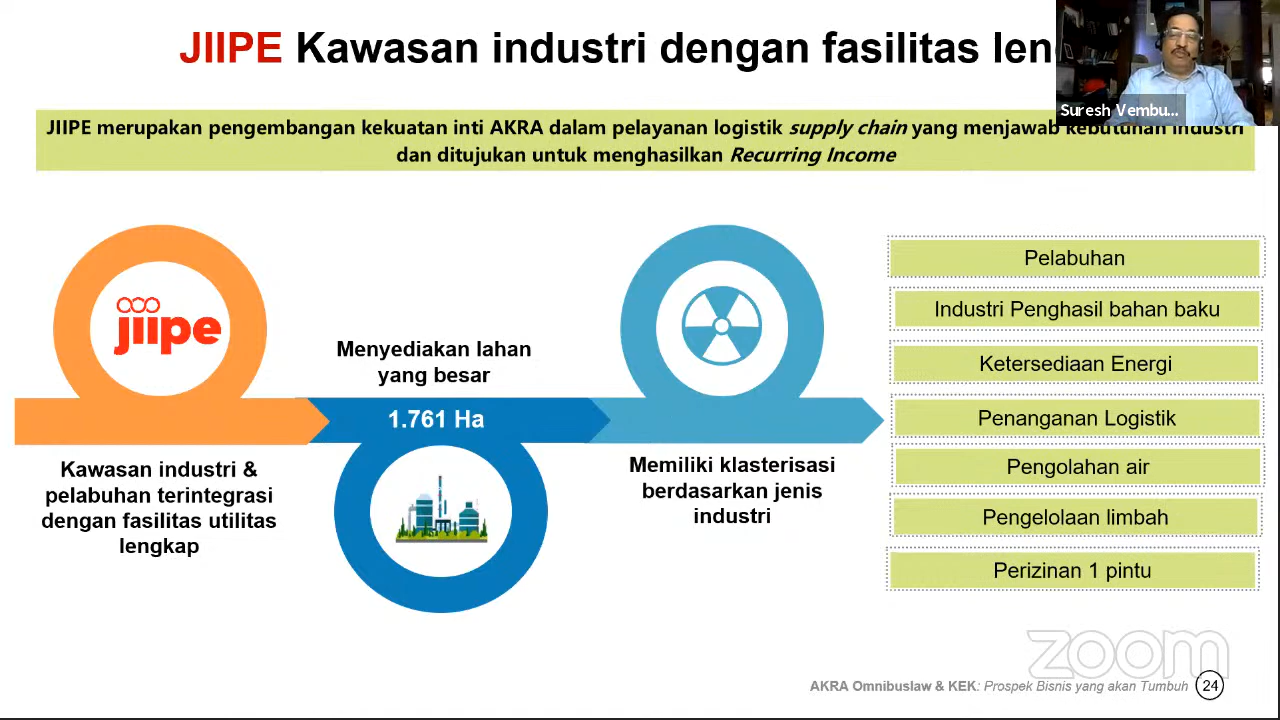 JIIPE Kawasan industri dengan fasilitas
Suresh Vembu...
JIIPE merupakan pengembangan kekuatan inti AKRA dalam pelayanan logistik supply chain yang menjawab kebutuhan industri
dan ditujukan untuk menghasilkan Recurring Income
jiipe
Kawasan industri &
pelabuhan terintegrasi
dengan fasilitas utilitas
lengkap
Menyediakan lahan
yang besar
1.761 Ha
Memiliki klasterisasi
berdasarkan jenis
industri
Pelabuhan
Industri Penghasil bahan baku
Ketersediaan Energi
Penanganan Logistik
Pengolahan air
Pengelolaan limbah
Perizinan 1 pintu
zoom
AKRA Omnibuslaw & KEK: Prospek Bisnis yang akan Tumbuh 24